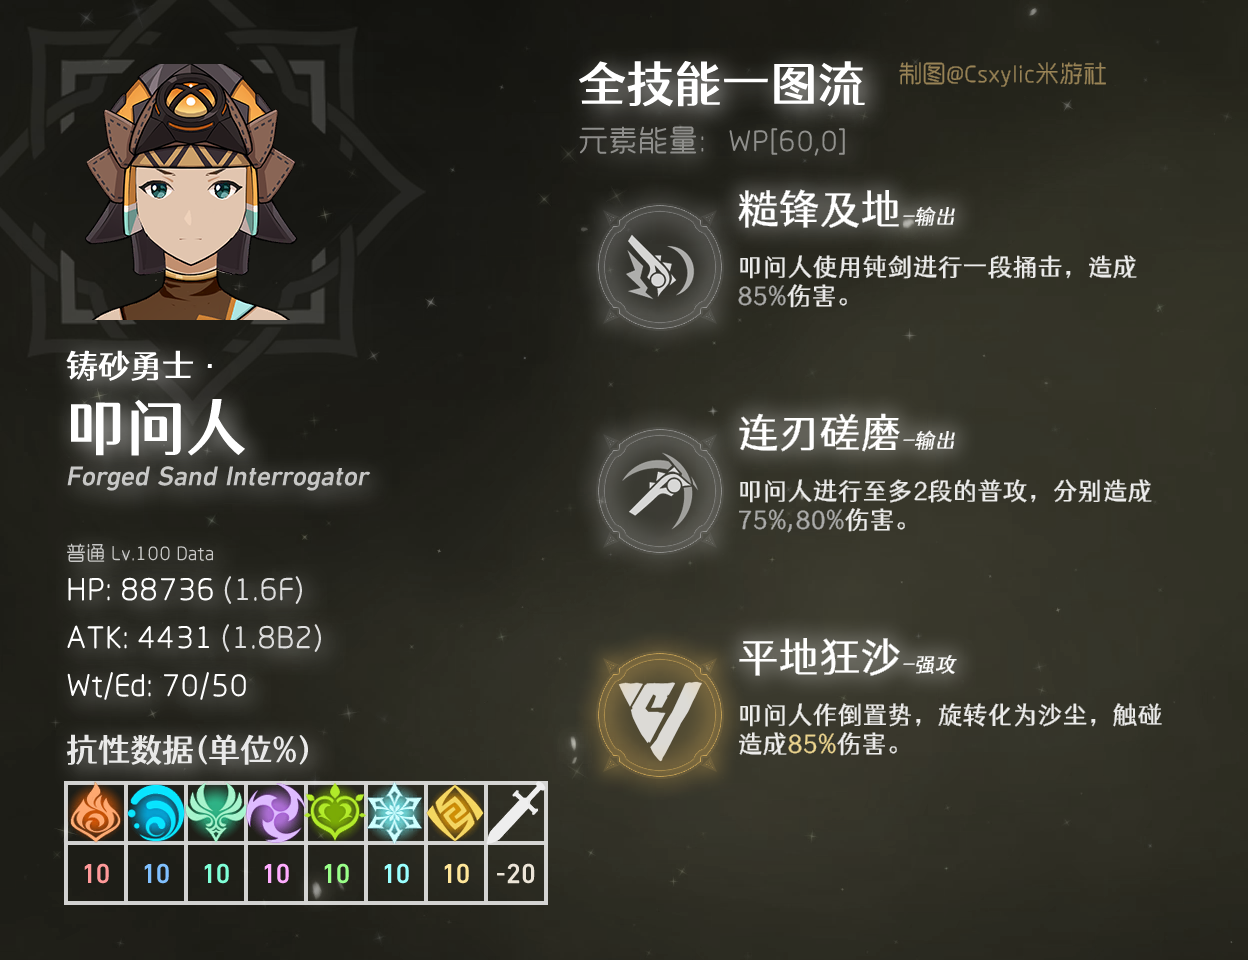 全技能一图流
制图@Csxylic米游社
元素能量: WP[60,0]
糙锋及地-输出
叩问人使用钝剑进行一段捅击，造成
85%伤害。
连刃磋磨-输出
叩问人进行至多2段的普攻，分别造成
75%,80%伤害。
平地狂沙-强攻
叩问人作倒置势，旋转化为沙尘，触碰
造成85%伤害。
铸砂勇士·
叩问人
Forged Sand Interrogator
普通 Lv.100 Data
HP: 88736 (1.6F)
ATK: 4431 (1.8B2)
Wt/Ed: 70/50
抗性数据(单位%)
10 10 10 10 10 10 10 -20